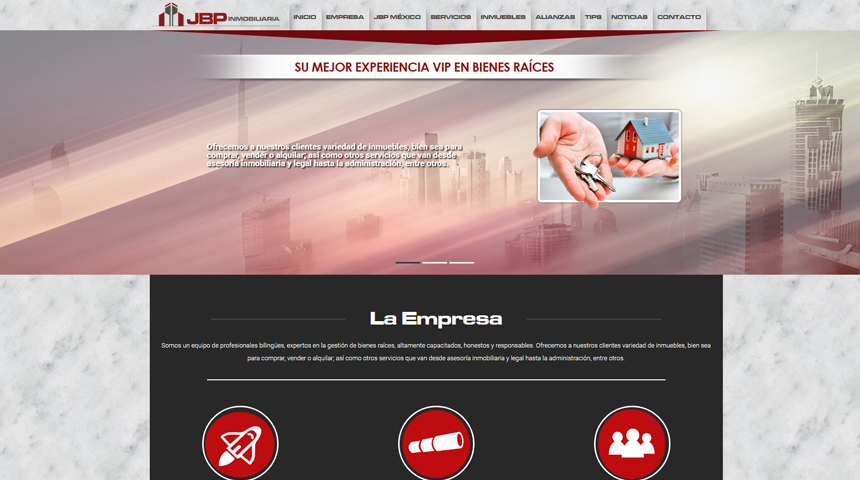 JBP INMOBILIARIA
INICIO EMPRESA JBP MÉXICO SERVICIOS INMUEBLES ALIANZAS TIPS NOTICIAS CONTACTO
SU MEJOR EXPERIENCIA VIP EN BIENES RAÍCES
Ofrecemos a nuestros clientes variedad de inmuebles, bien sea para
comprar, vender o alquilar; así como otros servicios que van desde
asesoría inmobiliaria y legal hasta la administración, entre otros.
La Empresa
Somos un equipo de profesionales bilingües, expertos en la gestión de bienes raíces, altamente capacitados, honestos y responsables. Ofrecemos a nuestros clientes variedad de inmuebles, bien sea
para comprar, vender o alquilar; así como otros servicios que van desde asesoría inmobiliaria y legal hasta la administración, entre otros.